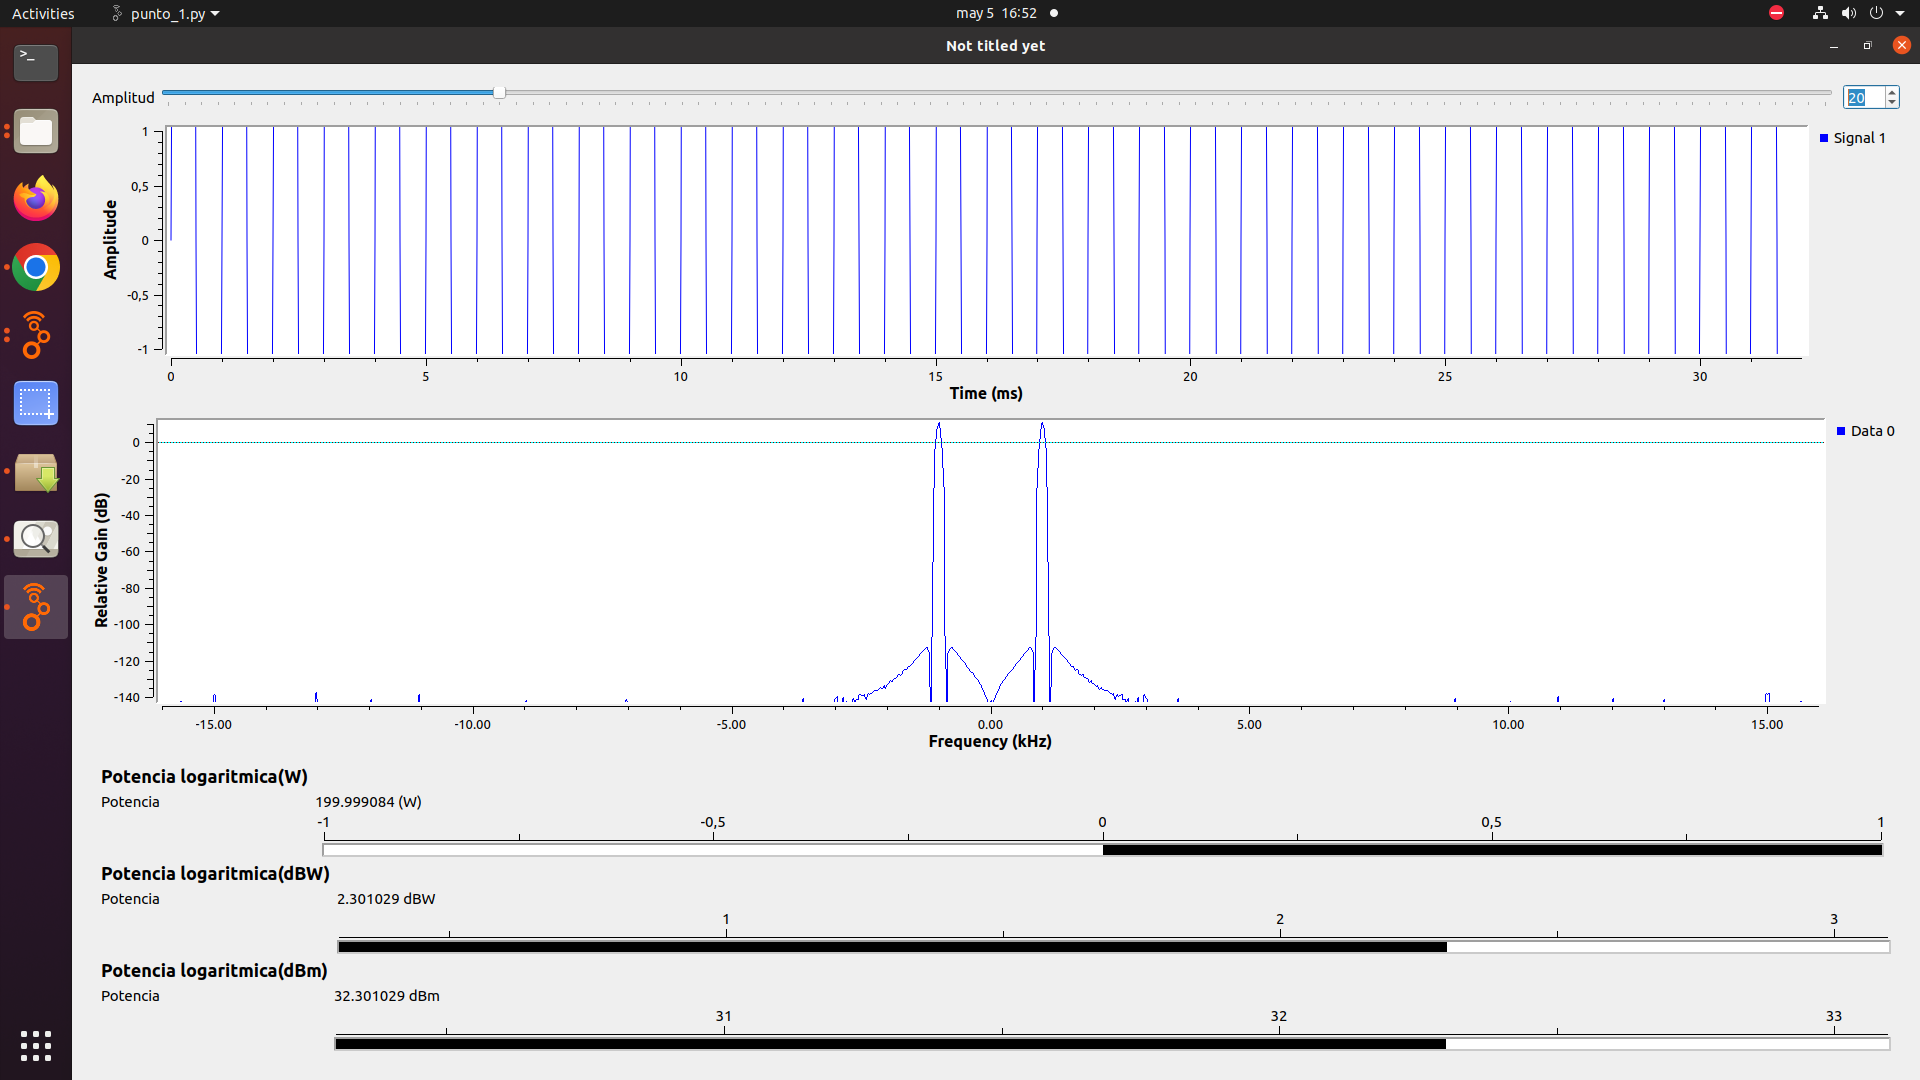 Activities punto_1.py may 5 16:52
Not titled yet
Amplitud 20
Signal 1
1
0,5
0
-0,5
-1
Amplitude
0 5 10 15 20 25 30
Time (ms)
Data 0
0
-20
-40
-60
-80
-100
-120
-140
Relative Gain (dB)
-15.00 -10.00 -5.00 0.00 5.00 10.00 15.00
Frequency (kHz)
Potencia logaritmica(W)
Potencia 199.999084 (W)
-1 -0,5 0 0,5 1
Potencia logaritmica(dBW)
Potencia 2.301029 dBW
1 2 3
Potencia logaritmica(dBm)
Potencia 32.301029 dBm
31 32 33